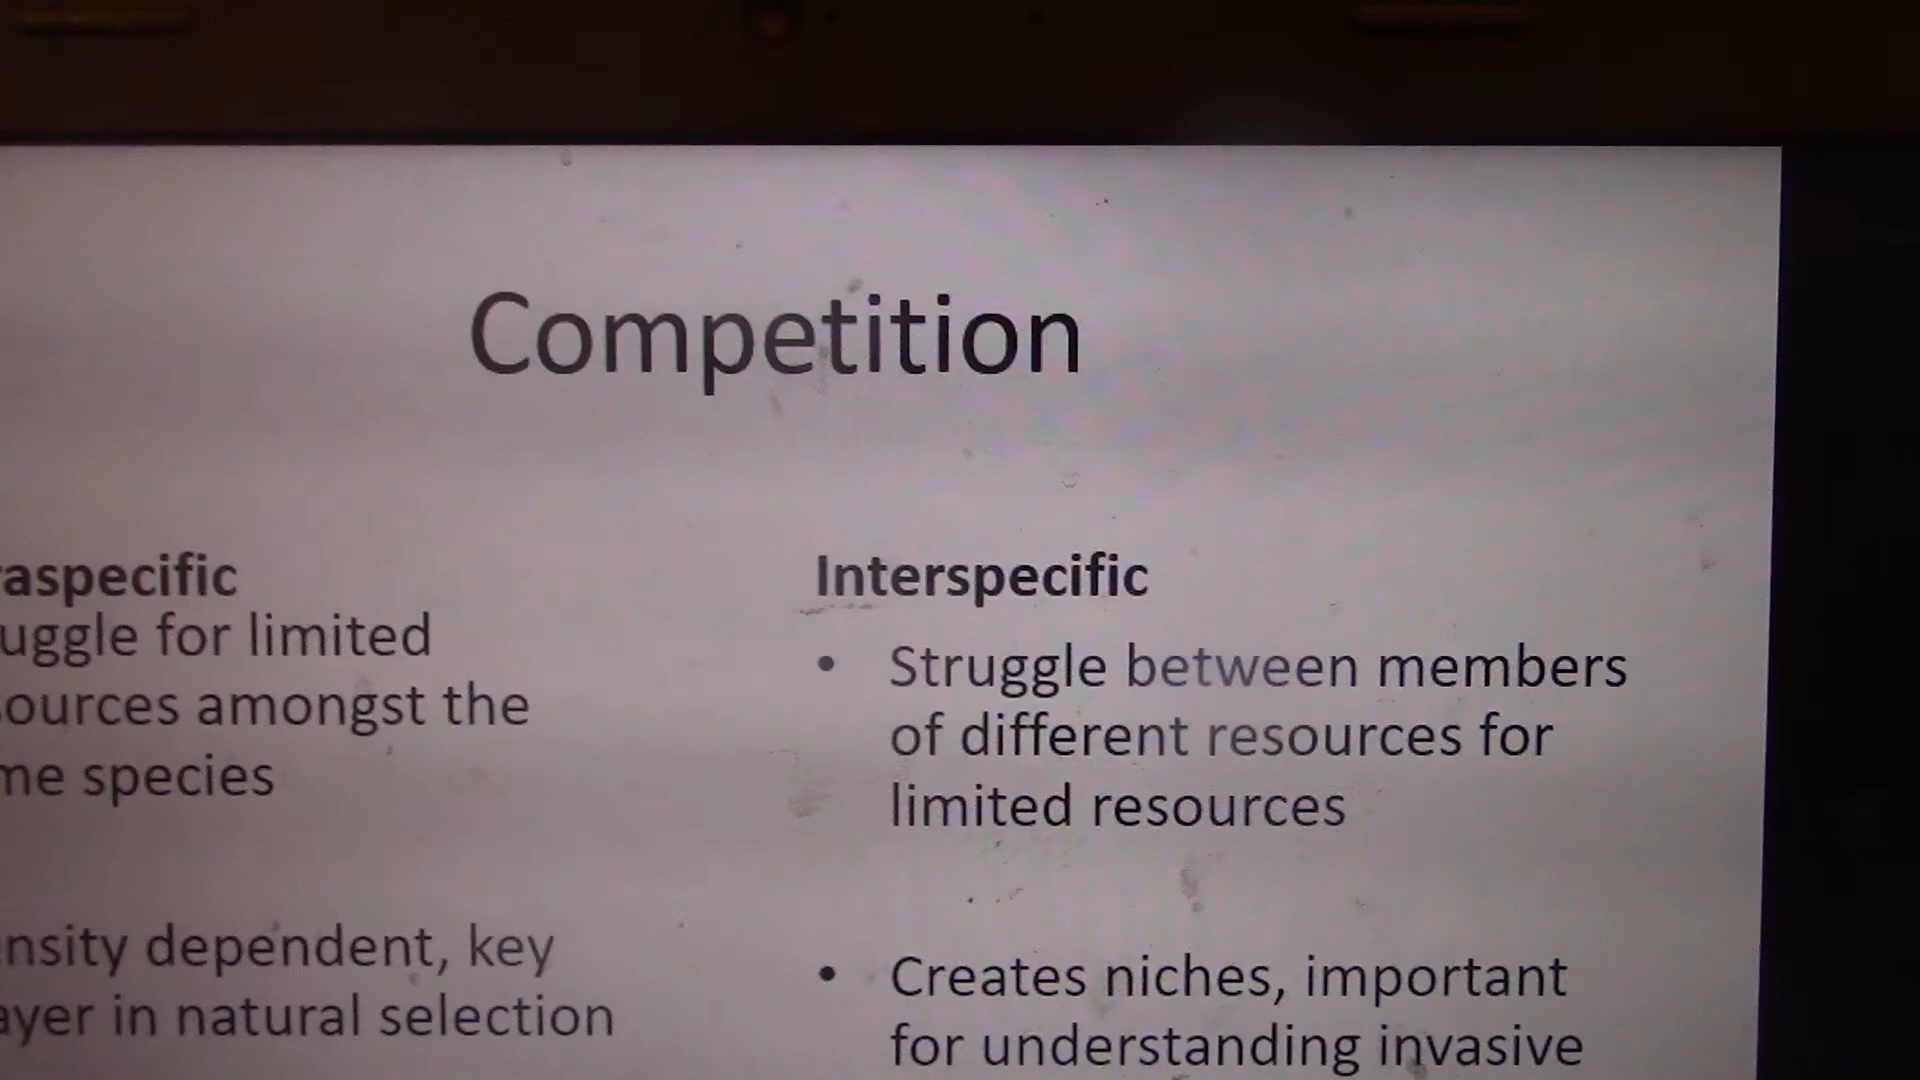 Competition
raspecific
uggle for limited
ources amongst the
me species
nsity dependent, key
ayer in natural selection
Interspecific
• Struggle between members
of different resources for
limited resources
• Creates niches, important
for understanding invasive